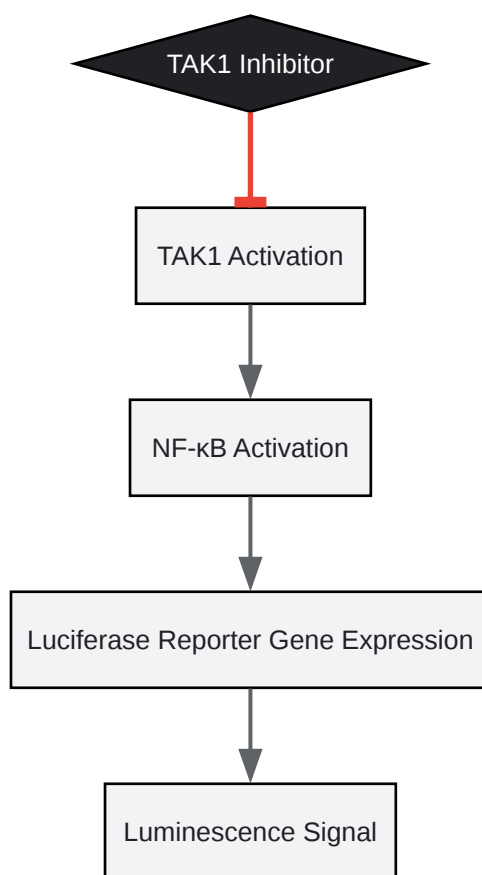 TAK1 Inhibitor
TAK1 Activation
NF-κB Activation
Luciferase Reporter Gene Expression
Luminescence Signal